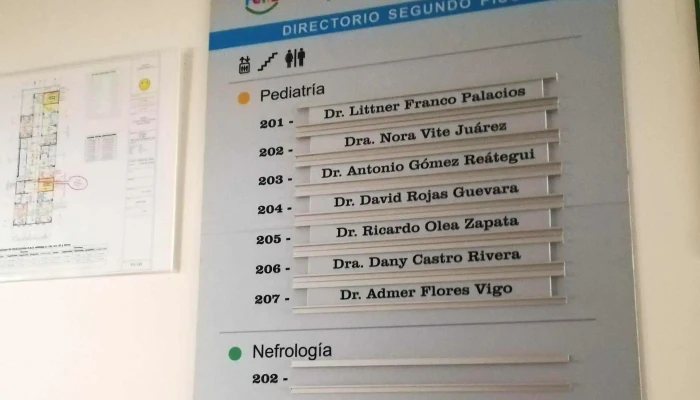 DIRECTORIO SEGUNDO PISO
Pediatría
201 - Dr. Littner Franco Palacios
202 - Dra. Nora Vite Juárez
203 - Dr. Antonio Gómez Reátegui
204 - Dr. David Rojas Guevara
205 - Dr. Ricardo Olea Zapata
206 - Dra. Dany Castro Rivera
207 - Dr. Admer Flores Vigo
Nefrología
202 -